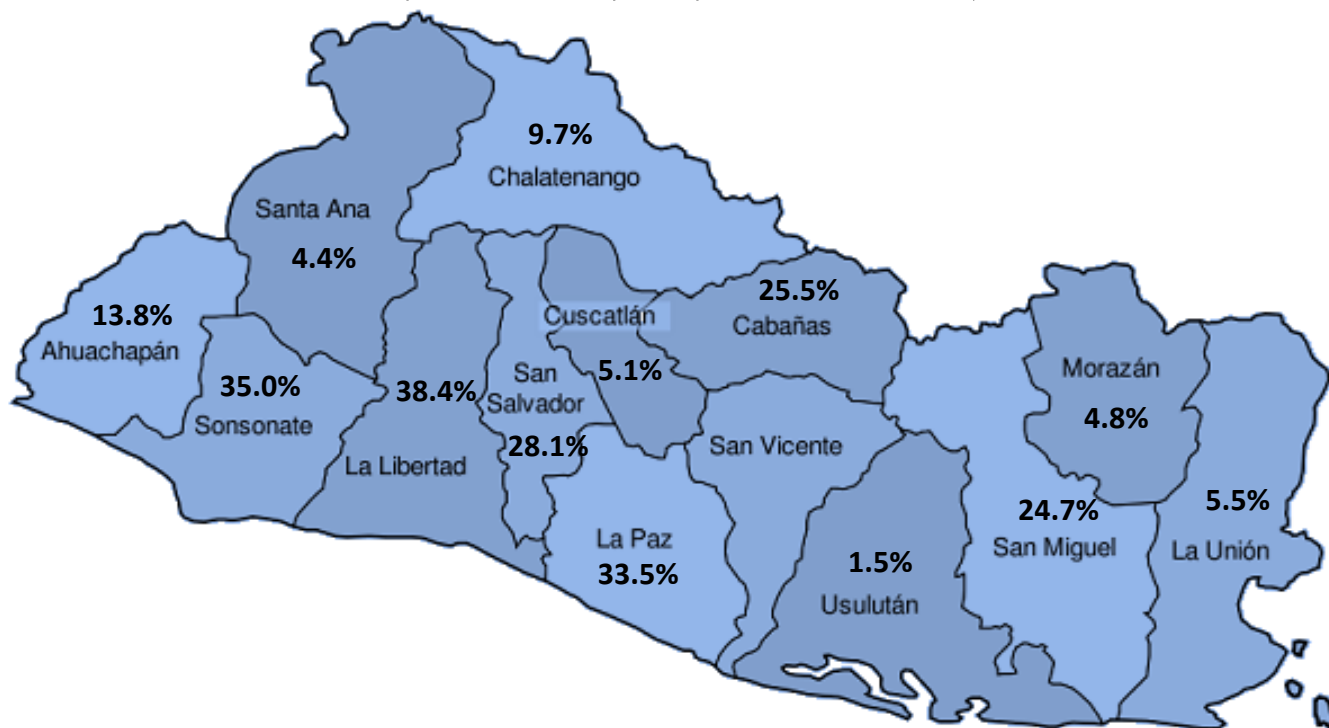 9.7%
Chalatenango
Santa Ana
4.4%
13.8%
Ahuachapán
35.0%
Sonsonate
38.4%
La Libertad
San
Salvador
28.1%
Cuscatlán
5.1%
25.5%
Cabañas
San Vicente
La Paz
33.5%
1.5%
Usulután
24.7%
San Miguel
Morazán
4.8%
5.5%
La Unión